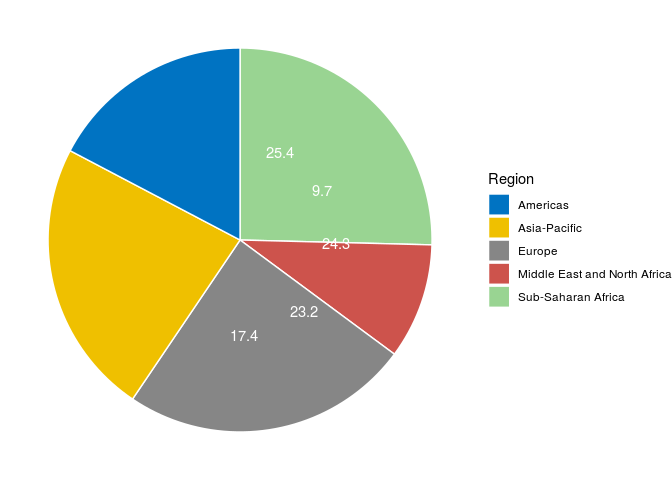 25.4
9.7
24.3
23.2
17.4
Region
Americas
Asia-Pacific
Europe
Middle East and North Africa
Sub-Saharan Africa